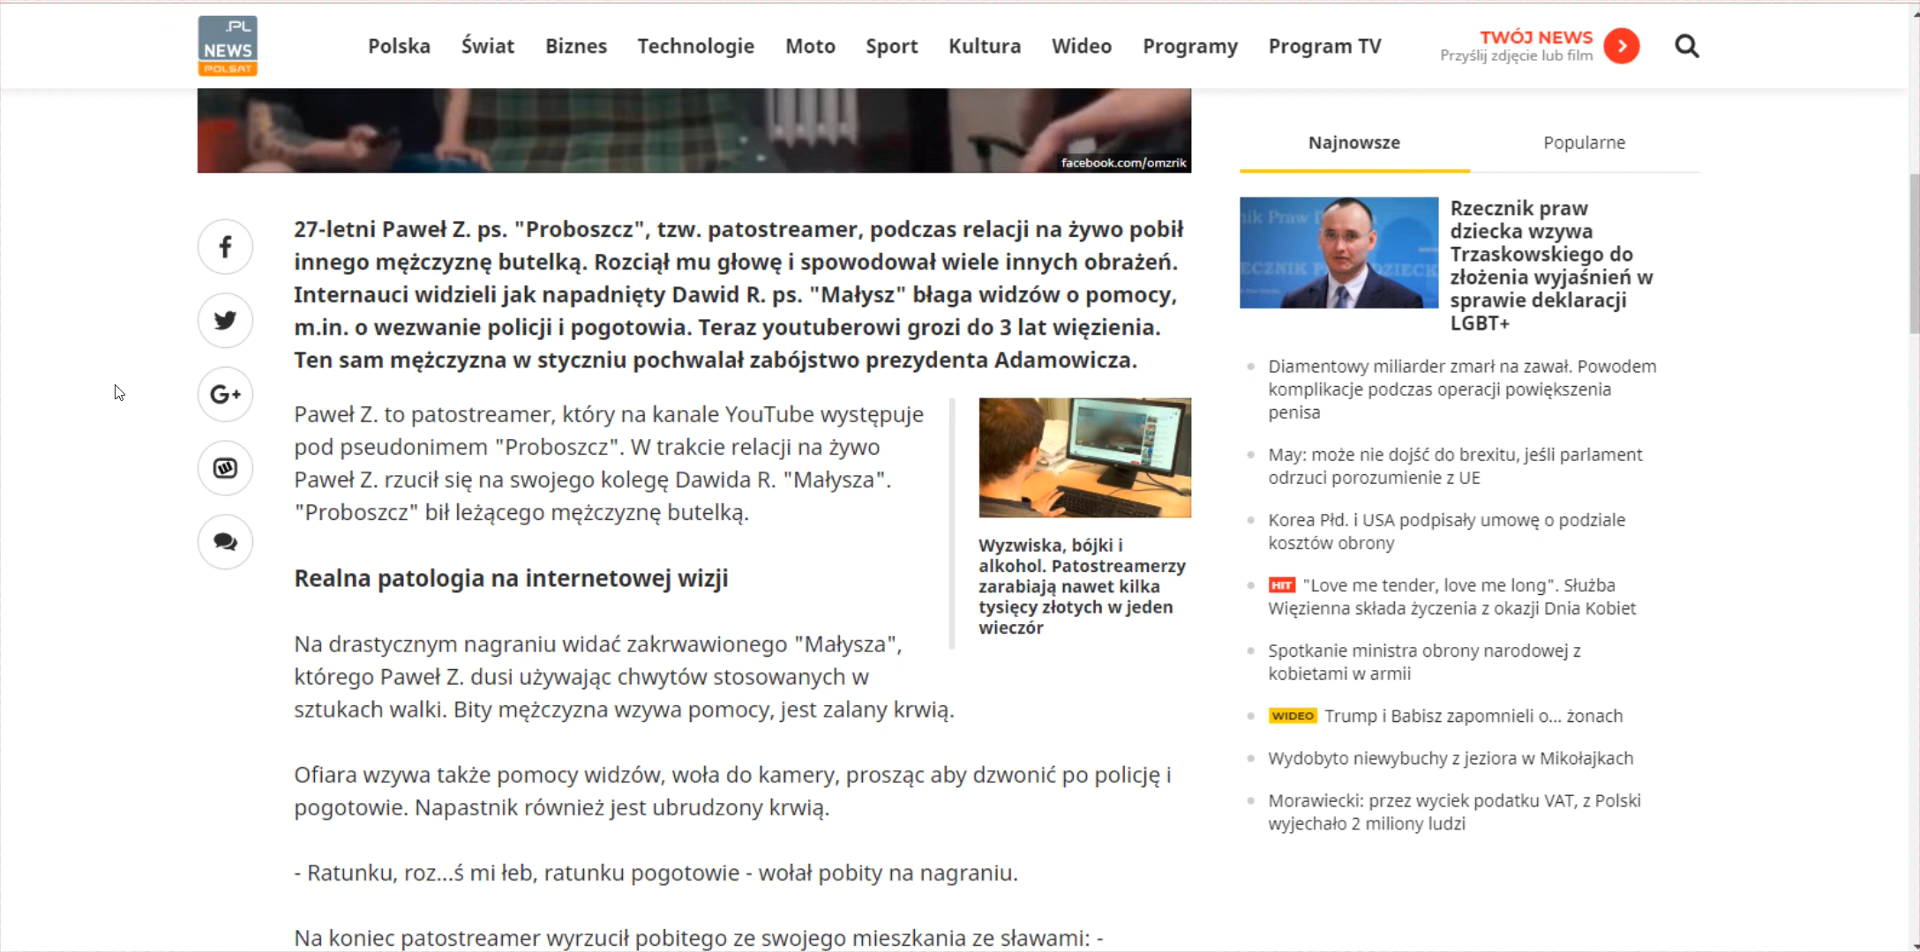 .PL
NEWS
POLSAT
Polska
Świat
Biznes
Technologie
Moto
Sport
Kultura
Wideo
Programy
Program TV
TWÓJ NEWS
Przyślij zdjęcie lub film
facebook.com/omzrik
27-letni Paweł Z. ps. "Proboszcz", tzw. patostreamer, podczas relacji na żywo pobił
innego mężczyznę butelką. Rozciął mu głowę i spowodował wiele innych obrażeń.
Internauci widzieli jak napadnięty Dawid R. ps. "Małysz" błaga widzów o pomocy,
m.in. o wezwanie policji i pogotowia. Teraz youtuberowi grozi do 3 lat więzienia.
Ten sam mężczyzna w styczniu pochwalał zabójstwo prezydenta Adamowicza.
Paweł Z. to patostreamer, który na kanale YouTube występuje
pod pseudonimem "Proboszcz". W trakcie relacji na żywo
Paweł Z. rzucił się na swojego kolegę Dawida R. "Małysza".
"Proboszcz" bił leżącego mężczyznę butelką.
Wyzwiska, bójki i
alkohol. Patostreamerzy
zarabiają nawet kilka
tysięcy złotych w jeden
wieczór
Realna patologia na internetowej wizji
Na drastycznym nagraniu widać zakrwawionego "Małysza",
którego Paweł Z. dusi używając chwytów stosowanych w
sztukach walki. Bity mężczyzna wzywa pomocy, jest zalany krwią.
Ofiara wzywa także pomocy widzów, woła do kamery, prosząc aby dzwonić po policję i
pogotowie. Napastnik również jest ubrudzony krwią.
- Ratunku, roz...ś mi łeb, ratunku pogotowie - wołał pobity na nagraniu.
Na koniec patostreamer wyrzucił pobitego ze swojego mieszkania ze sławami: -
Najnowsze
Popularne
Rzecznik praw
dziecka wzywa
Trzaskowskiego do
złożenia wyjaśnień w
sprawie deklaracji
LGBT+
Diamentowy miliarder zmarł na zawał. Powodem
komplikacje podczas operacji powiększenia
penisa
May: może nie dojść do brexitu, jeśli parlament
odrzuci porozumienie z UE
Korea Płd. i USA podpisały umowę o podziale
kosztów obrony
HIT "Love me tender, love me long". Służba
Więzienna składa życzenia z okazji Dnia Kobiet
Spotkanie ministra obrony narodowej z
kobietami w armii
WIDEO Trump i Babisz zapomnieli o... żonach
Wydobyto niewybuchy z jeziora w Mikołajkach
Morawiecki: przez wyciek podatku VAT, z Polski
wyjechało 2 miliony ludzi